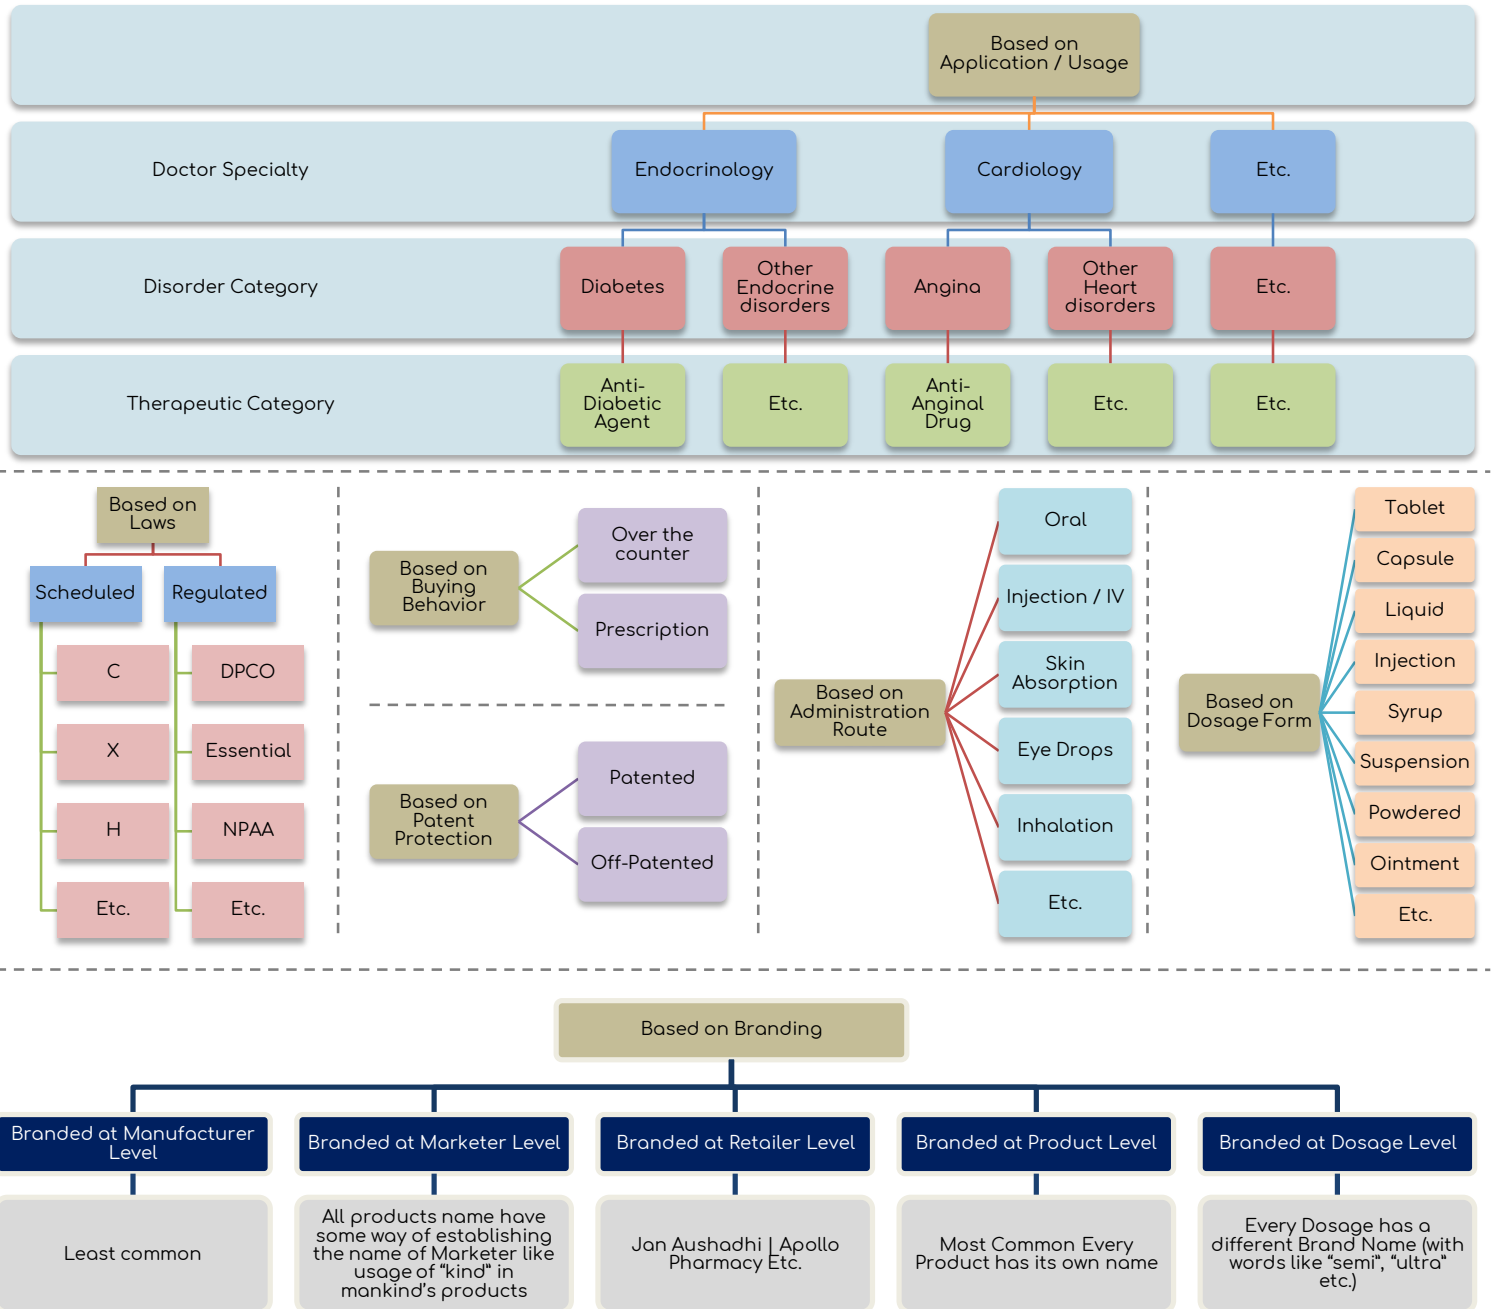 Based on
Application / Usage
Doctor Specialty
Endocrinology
Cardiology
Etc.
Disorder Category
Diabetes
Other
Endocrine
disorders
Angina
Other
Heart
disorders
Etc.
Therapeutic Category
Anti-
Diabetic
Agent
Etc.
Anti-
Anginal
Drug
Etc.
Etc.
Based on
Laws
Scheduled
C
X
H
Etc.
Regulated
DPCO
Essential
NPAA
Etc.
Based on
Buying
Behavior
Over the
counter
Prescription
Based on
Patent
Protection
Patented
Off-Patented
Based on
Administration
Route
Oral
Injection / IV
Skin
Absorption
Eye Drops
Inhalation
Etc.
Based on
Dosage Form
Tablet
Capsule
Liquid
Injection
Syrup
Suspension
Powdered
Ointment
Etc.
Based on Branding
Branded at Manufacturer
Level
Least common
Branded at Marketer Level
All products name have
some way of establishing
the name of Marketer like
usage of “kind” in
mankind’s products
Branded at Retailer Level
Jan Aushadhi | Apollo
Pharmacy Etc.
Branded at Product Level
Most Common Every
Product has its own name
Branded at Dosage Level
Every Dosage has a
different Brand Name (with
words like “semi”, “ultra”
etc.)